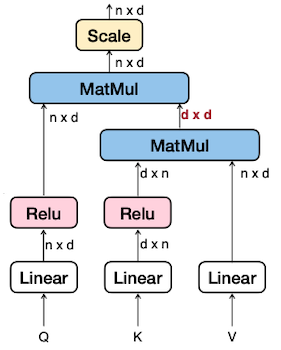 n x d
Scale
n x d
MatMul
n x d
d x d
MatMul
d x n
n x d
Relu
Relu
n x d
d x n
Linear
Linear
Linear
Q
K
V